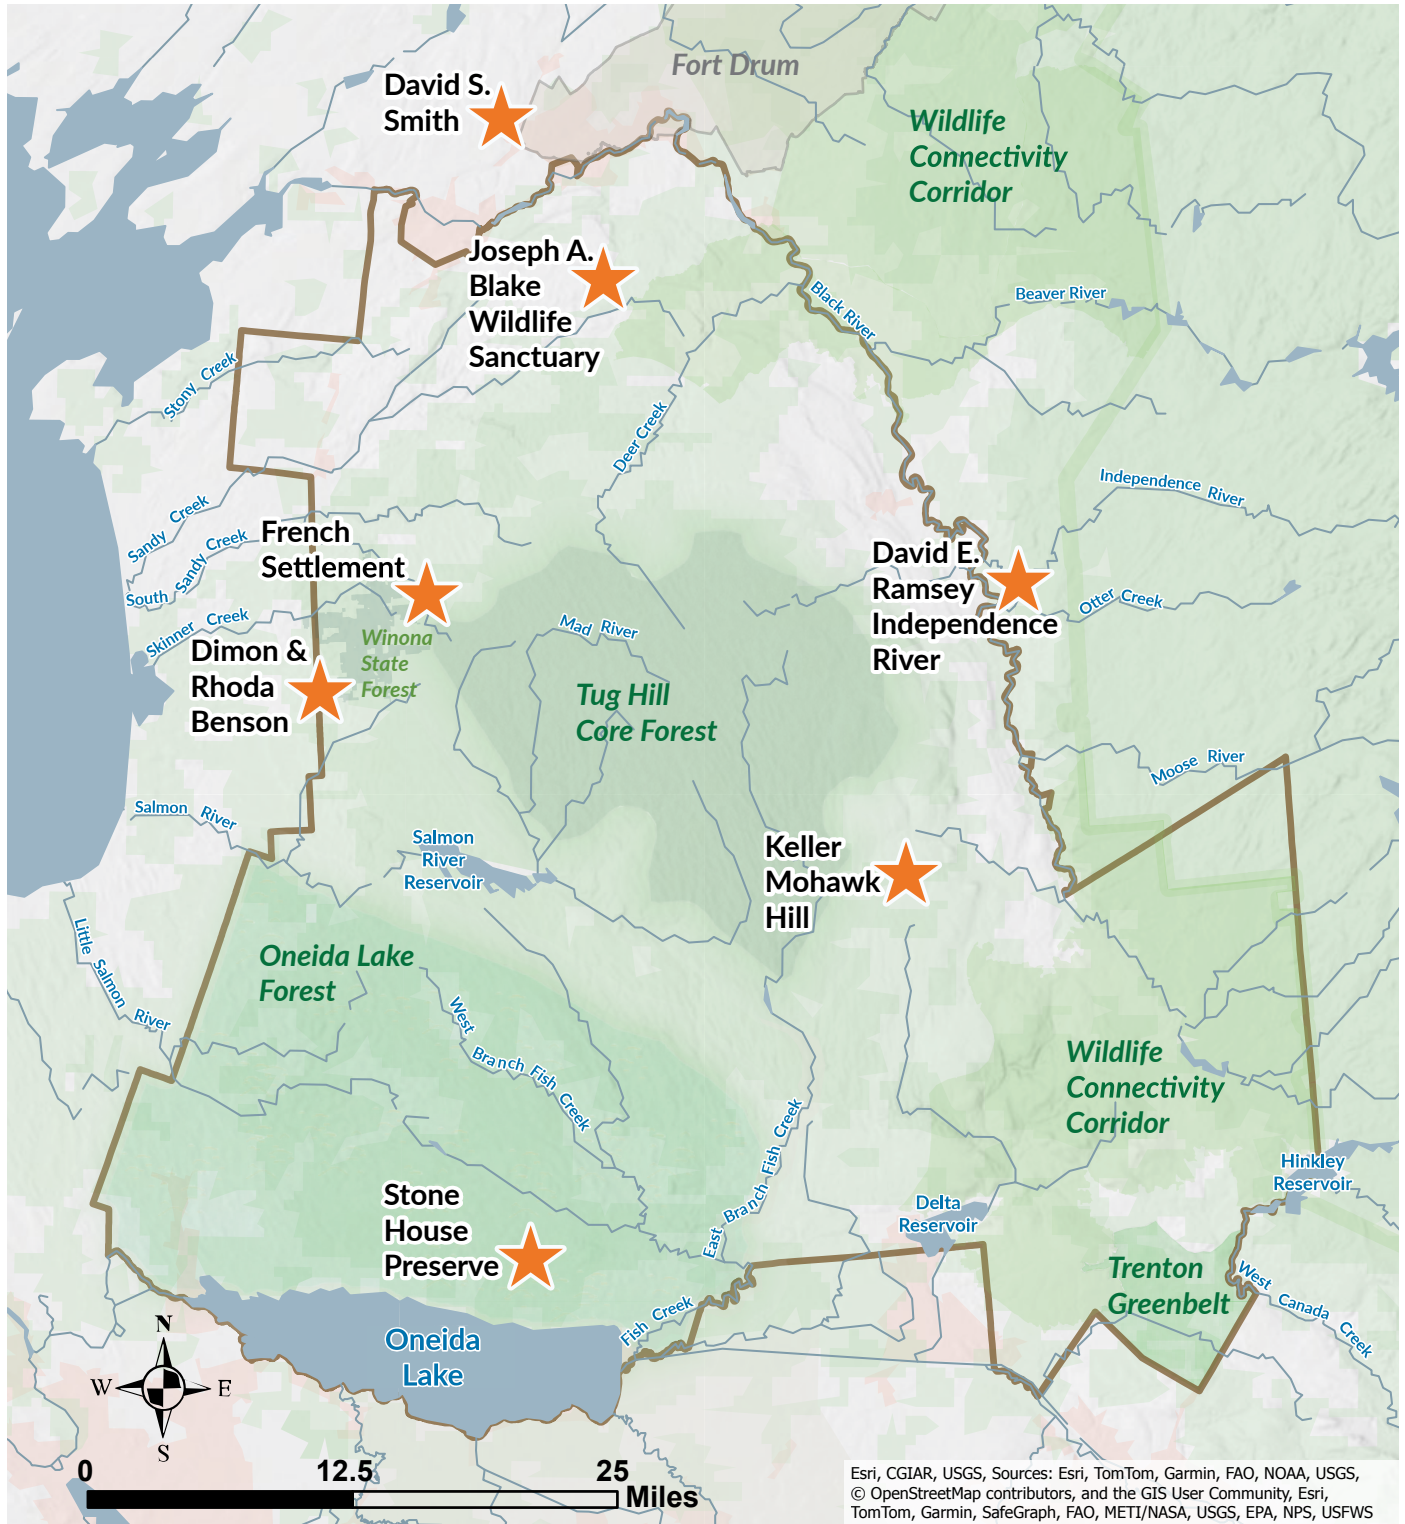 Fort Drum
David S.
Smith
Wildlife
Connectivity
Corridor
Joseph A.
Blake
Wildlife
Sanctuary
Black River
Beaver River
Stony Creek
Deer Creek
Independence River
Sandy Creek
South Sandy Creek
French
Settlement
David E.
Ramsey
Independence
River
Otter Creek
Skinner Creek
Mad River
Winona
State
Forest
Dimon &
Rhoda
Benson
Tug Hill
Core Forest
Moose River
Salmon River
Salmon
River
Reservoir
Keller
Mohawk
Hill
Little Salmon River
Oneida Lake
Forest
West Branch Fish Creek
Wildlife
Connectivity
Corridor
East Branch Fish Creek
Hinkley
Reservoir
Stone
House
Preserve
Delta
Reservoir
Trenton
Greenbelt
West Canada Creek
Fish Creek
Oneida
Lake
N
W E
S
0 12.5 25
Miles
Esri, CGIAR, USGS, Sources: Esri, TomTom, Garmin, FAO, NOAA, USGS,
© OpenStreetMap contributors, and the GIS User Community, Esri,
TomTom, Garmin, SafeGraph, FAO, METI/NASA, USGS, EPA, NPS, USFWS